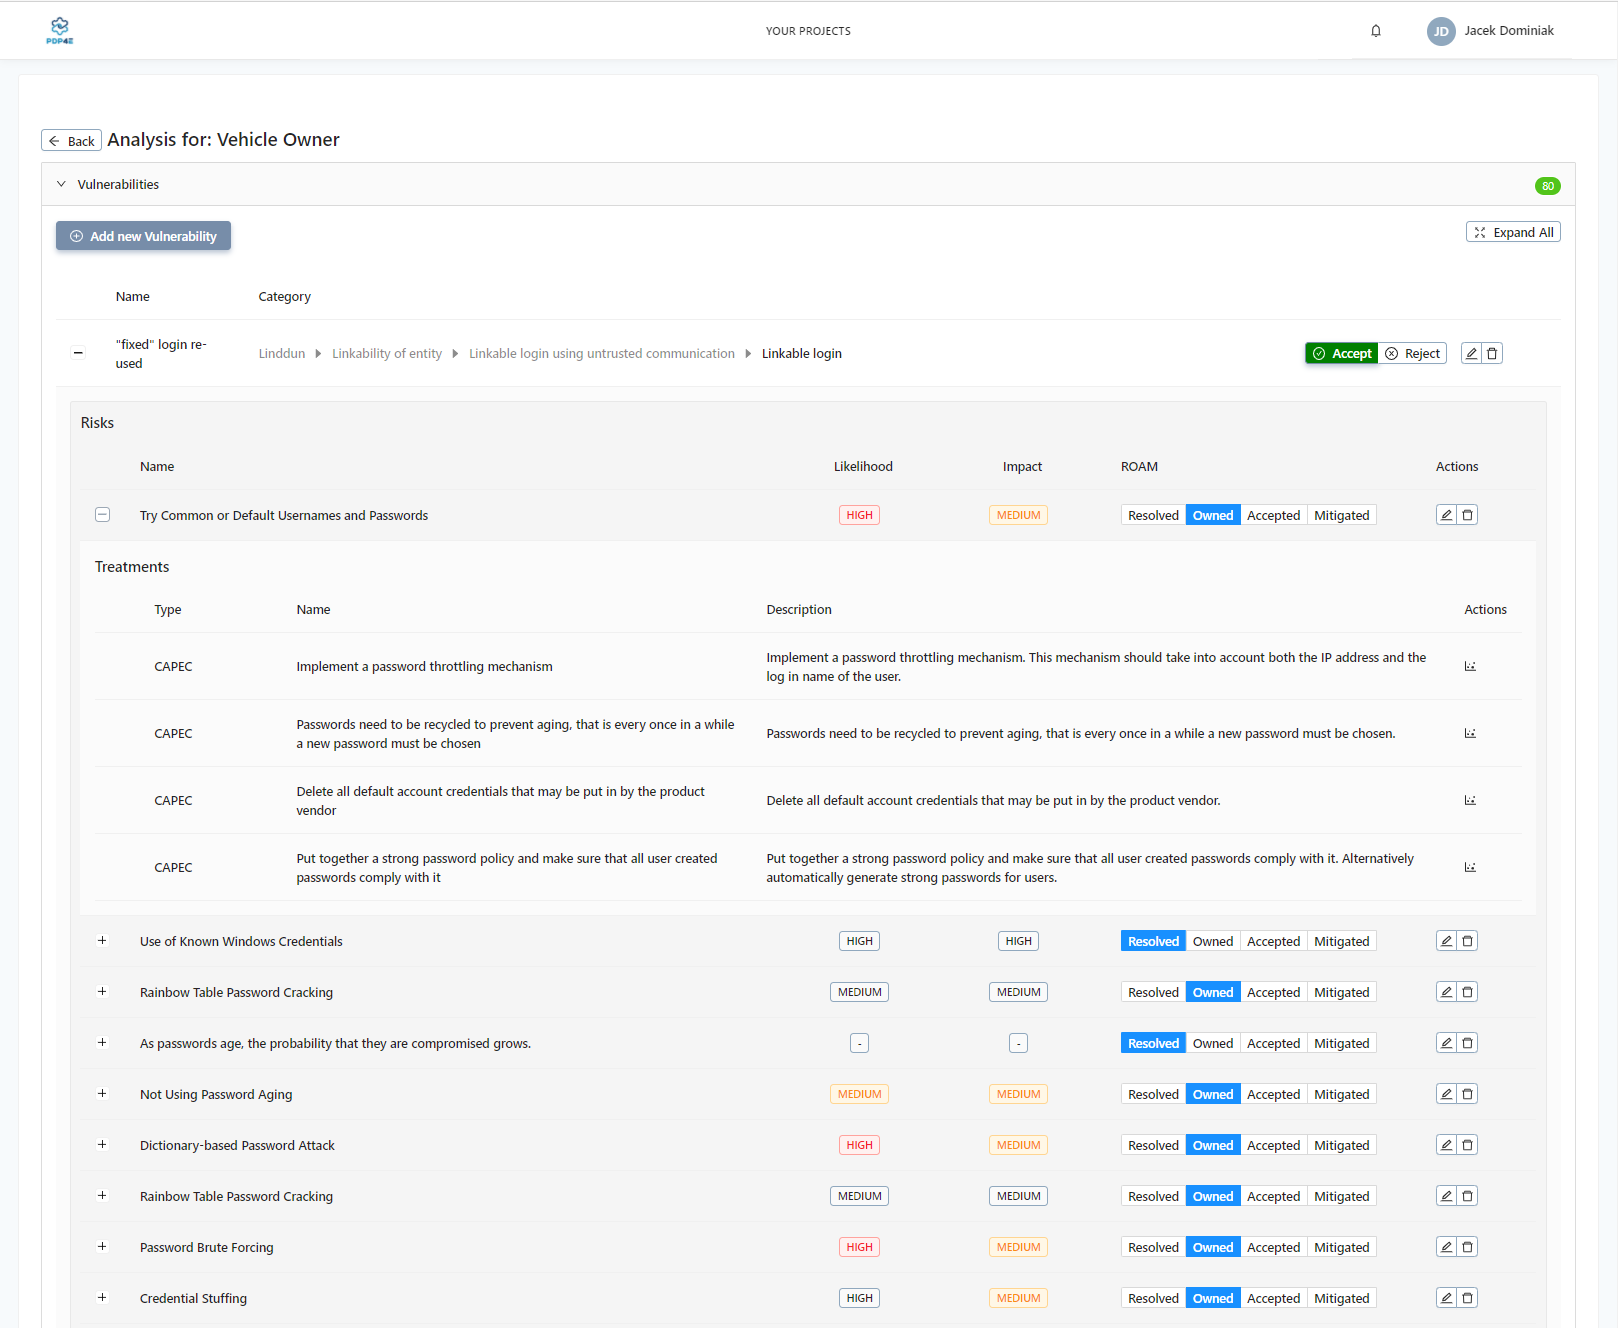 PDP4E
YOUR PROJECTS
JD Jacek Dominiak
Back Analysis for: Vehicle Owner
Vulnerabilities 80
Add new Vulnerability Expand All
Name Category
"fixed" login re-
used
Linddun Linkability of entity Linkable login using untrusted communication Linkable login Accept Reject
Risks
Name Likelihood Impact ROAM Actions
Try Common or Default Usernames and Passwords HIGH MEDIUM Resolved Owned Accepted Mitigated
Treatments
Type Name Description Actions
CAPEC Implement a password throttling mechanism
Implement a password throttling mechanism. This mechanism should take into account both the IP address and the
log in name of the user.
CAPEC
Passwords need to be recycled to prevent aging, that is every once in a while
a new password must be chosen
Passwords need to be recycled to prevent aging, that is every once in a while a new password must be chosen.
CAPEC
Delete all default account credentials that may be put in by the product
vendor
Delete all default account credentials that may be put in by the product vendor.
CAPEC
Put together a strong password policy and make sure that all user created
passwords comply with it
Put together a strong password policy and make sure that all user created passwords comply with it. Alternatively
automatically generate strong passwords for users.
Use of Known Windows Credentials HIGH HIGH Resolved Owned Accepted Mitigated
Rainbow Table Password Cracking MEDIUM MEDIUM Resolved Owned Accepted Mitigated
As passwords age, the probability that they are compromised grows. - - Resolved Owned Accepted Mitigated
Not Using Password Aging MEDIUM MEDIUM Resolved Owned Accepted Mitigated
Dictionary-based Password Attack HIGH MEDIUM Resolved Owned Accepted Mitigated
Rainbow Table Password Cracking MEDIUM MEDIUM Resolved Owned Accepted Mitigated
Password Brute Forcing HIGH MEDIUM Resolved Owned Accepted Mitigated
Credential Stuffing HIGH MEDIUM Resolved Owned Accepted Mitigated